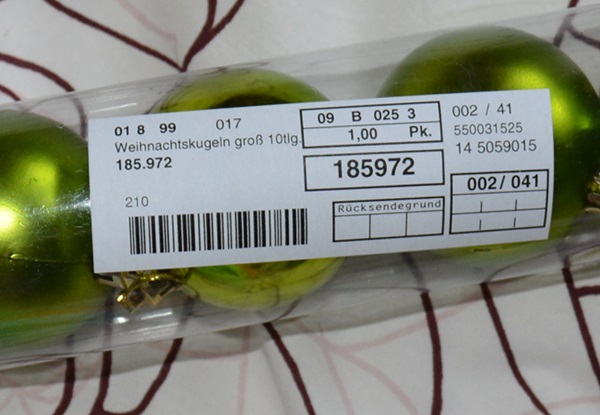 01 8 99 017
Weihnachtskugeln groß 10tlg.
185.972
210
09 B 025 3
1,00 Pk.
185972
Rücksendegrund
002 / 41
550031525
14 5059015
002/041